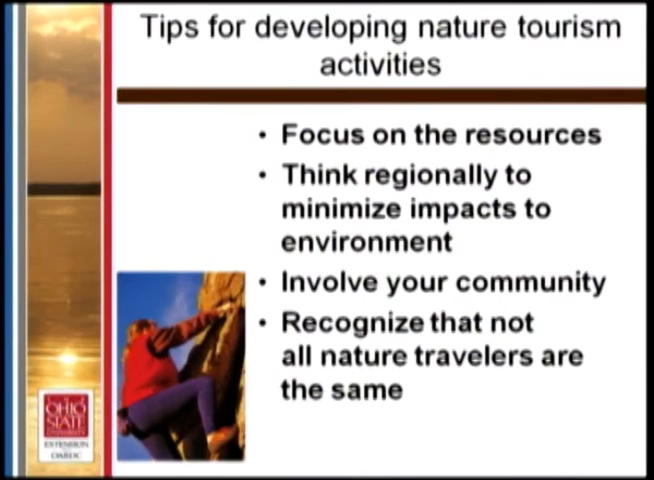 Tips for developing nature tourism
activities
• Focus on the resources
• Think regionally to
minimize impacts to
environment
• Involve your community
• Recognize that not
all nature travelers are
the same
OHIO
STATE
EXTENSION
OARDC